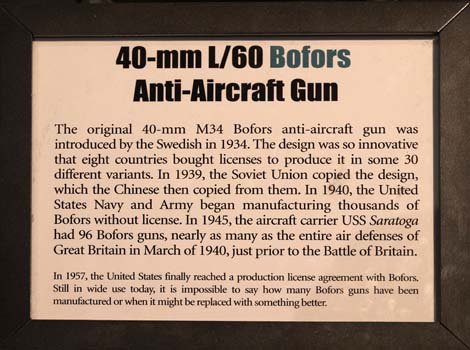 40-mm L/60 Bofors
Anti-Aircraft Gun
The original 40-mm M34 Bofors anti-aircraft gun was
introduced by the Swedish in 1934. The design was so innovative
that eight countries bought licenses to produce it in some 30
different variants. In 1939, the Soviet Union copied the design,
which the Chinese then copied from them. In 1940, the United
States Navy and Army began manufacturing thousands of
Bofors without license. In 1945, the aircraft carrier USS Saratoga
had 96 Bofors guns, nearly as many as the entire air defenses of
Great Britain in March of 1940, just prior to the Battle of Britain.
In 1957, the United States finally reached a production license agreement with Bofors.
Still in wide use today, it is impossible to say how many Bofors guns have been
manufactured or when it might be replaced with something better.